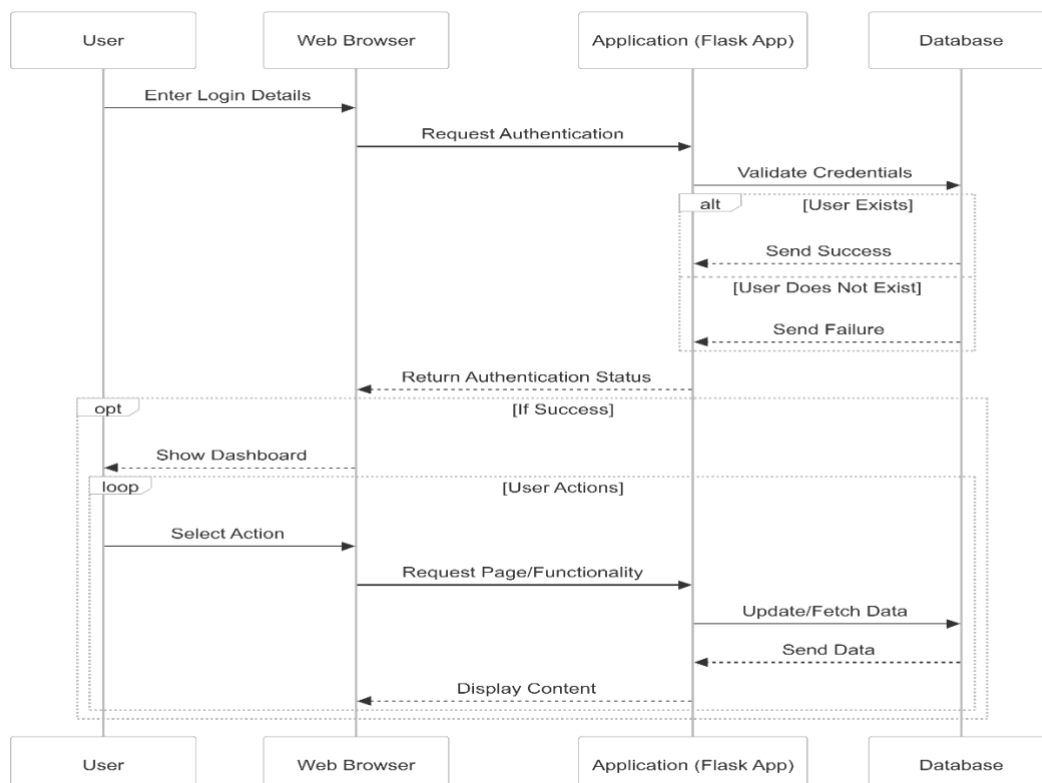 User
Web Browser
Application (Flask App)
Database
Enter Login Details
Request Authentication
Validate Credentials
alt
[User Exists]
Send Success
[User Does Not Exist]
Send Failure
Return Authentication Status
opt
[If Success]
Show Dashboard
loop
[User Actions]
Select Action
Request Page/Functionality
Update/Fetch Data
Send Data
Display Content
User
Web Browser
Application (Flask App)
Database